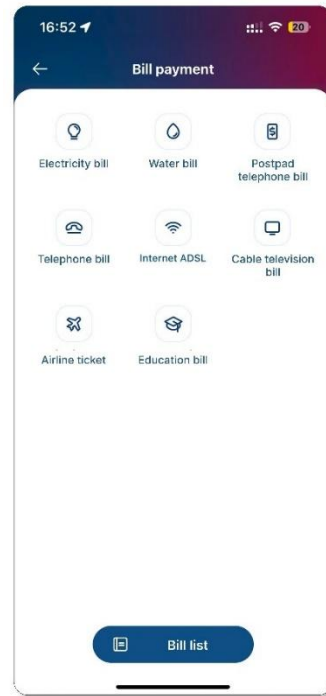 16:52
20
Bill payment
Electricity bill
Water bill
Postpad
telephone bill
Telephone bill
Internet ADSL
Cable television
bill
Airline ticket
Education bill
Bill list